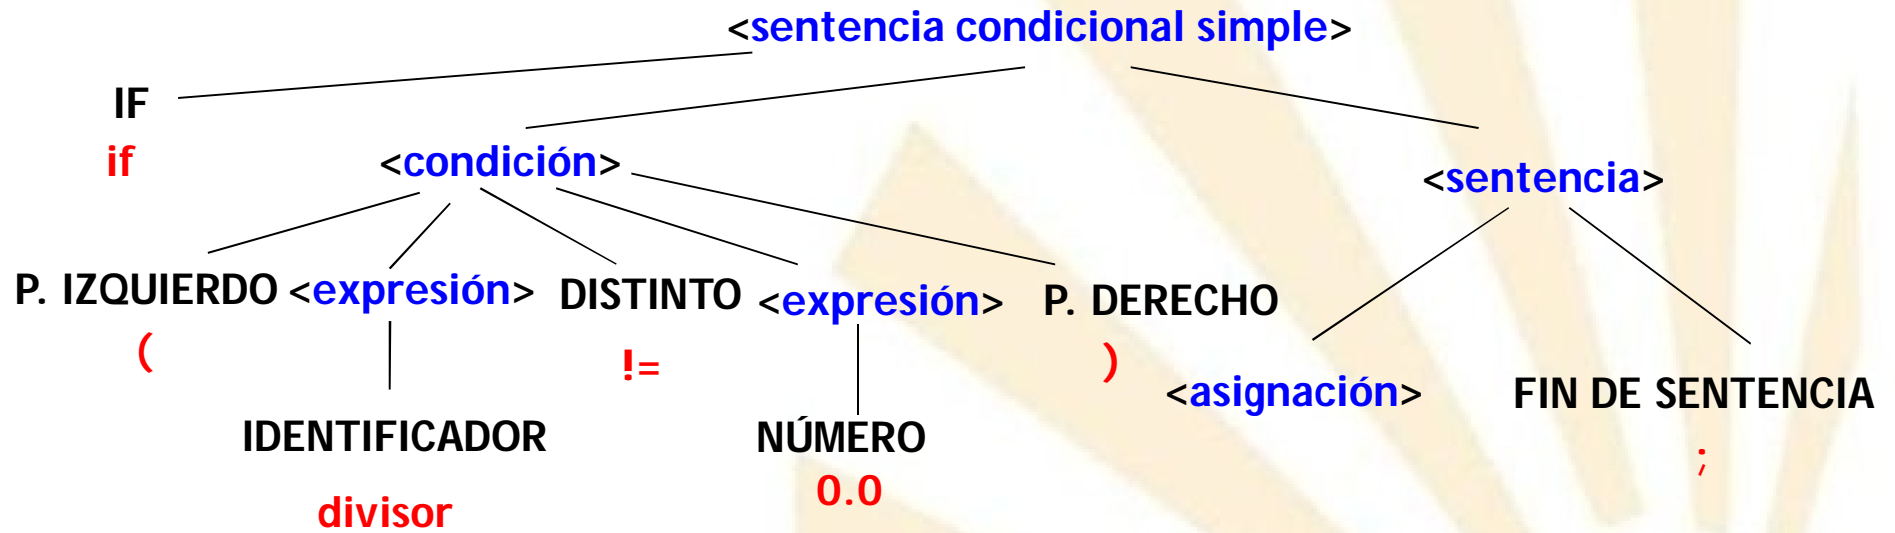 <sentencia condicional simple>
IF
if
<condición>
<sentencia>
P. IZQUIERDO <expresión> DISTINTO <expresión> P. DERECHO
( != )
<asignación> FIN DE SENTENCIA
;
IDENTIFICADOR NÚMERO
0.0
divisor